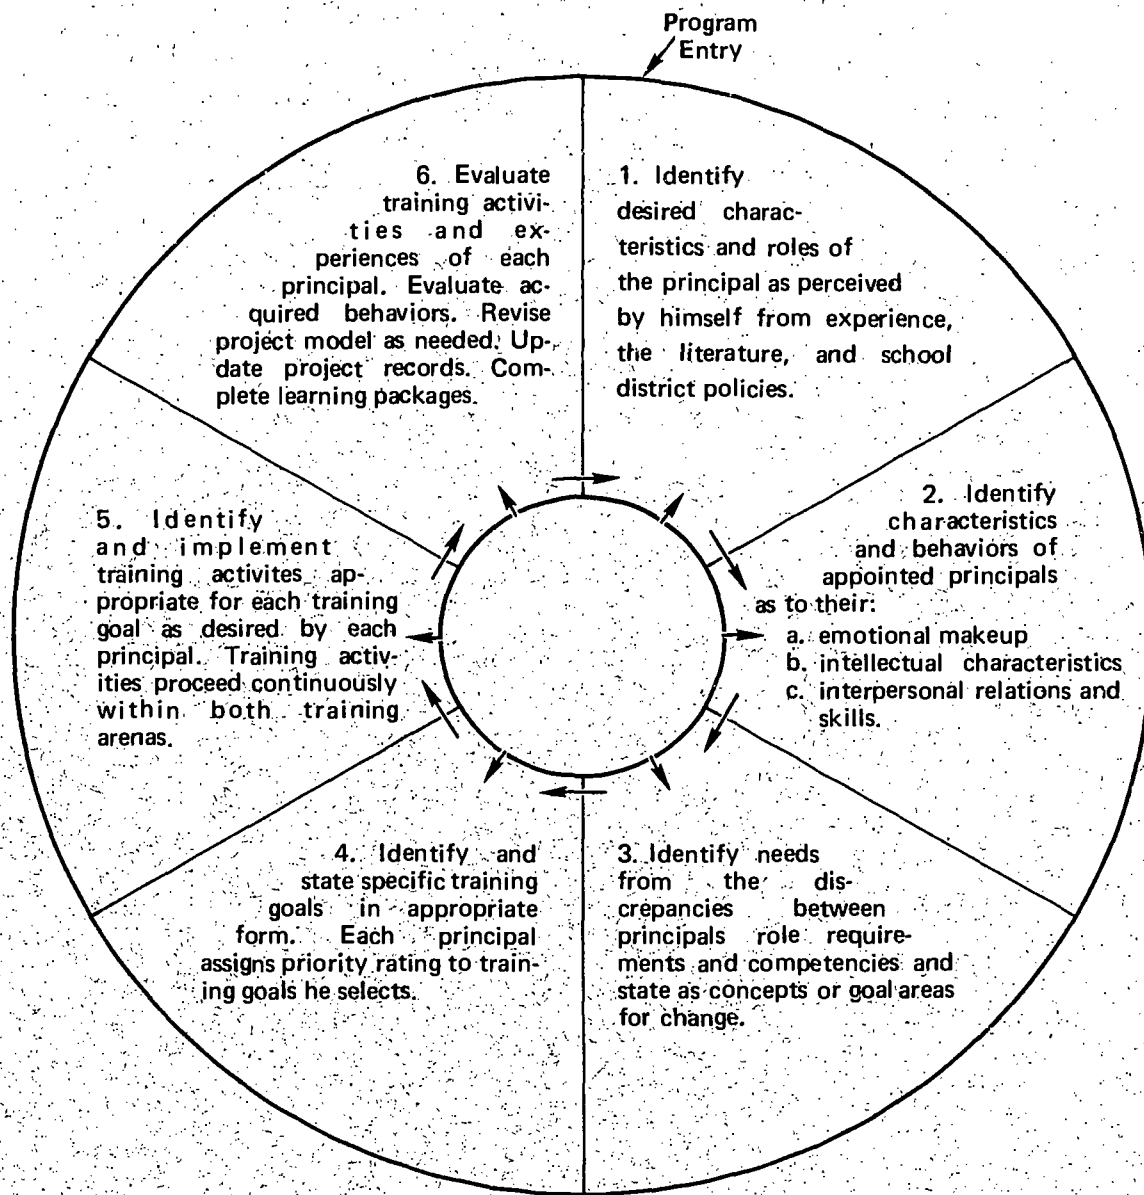 Program
Entry
6. Evaluate
training activi-
ties and ex-
periences of each
principal. Evaluate ac-
quired behaviors. Revise
project model as needed. Up-
date project records. Com-
plete learning packages.
1. Identify
desired charac-
teristics and roles of
the principal as perceived
by himself from experience,
the literature, and school
district policies.
5. Identify
and implement
training activites ap-
propriate for each training
goal as desired by each
principal. Training activ-
ities proceed continuously
within both training
arenas.
2. Identify
characteristics
and behaviors of
appointed principals
as to their:
a. emotional makeup
b. intellectual characteristics
c. interpersonal relations and
skills.
4. Identify and
state specific training
goals in appropriate
form. Each principal
assigns priority rating to train-
ing goals he selects.
3. Identify needs
from the dis-
crepancies between
principals role require-
ments and competencies and
state as concepts or goal areas
for change.